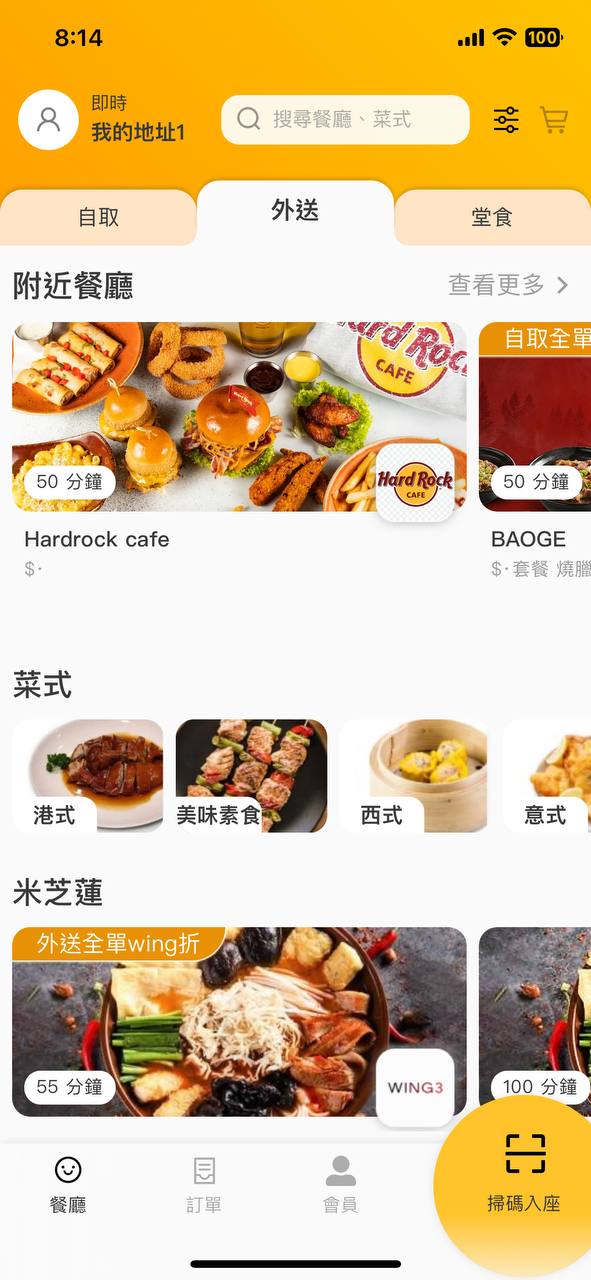 8:14
100
即時
我的地址1
搜尋餐廳、菜式
自取
外送
堂食
附近餐廳
查看更多
Hard Rock
CAFE
自取全單
50 分鐘
Hard Rock
CAFE
50 分鐘
Hardrock cafe
BAOGE
$·
$·套餐 燒臘
菜式
港式
美味素食
西式
意式
米芝蓮
外送全單wing折
55 分鐘
WING3
100 分鐘
餐廳
訂單
會員
掃碼入座